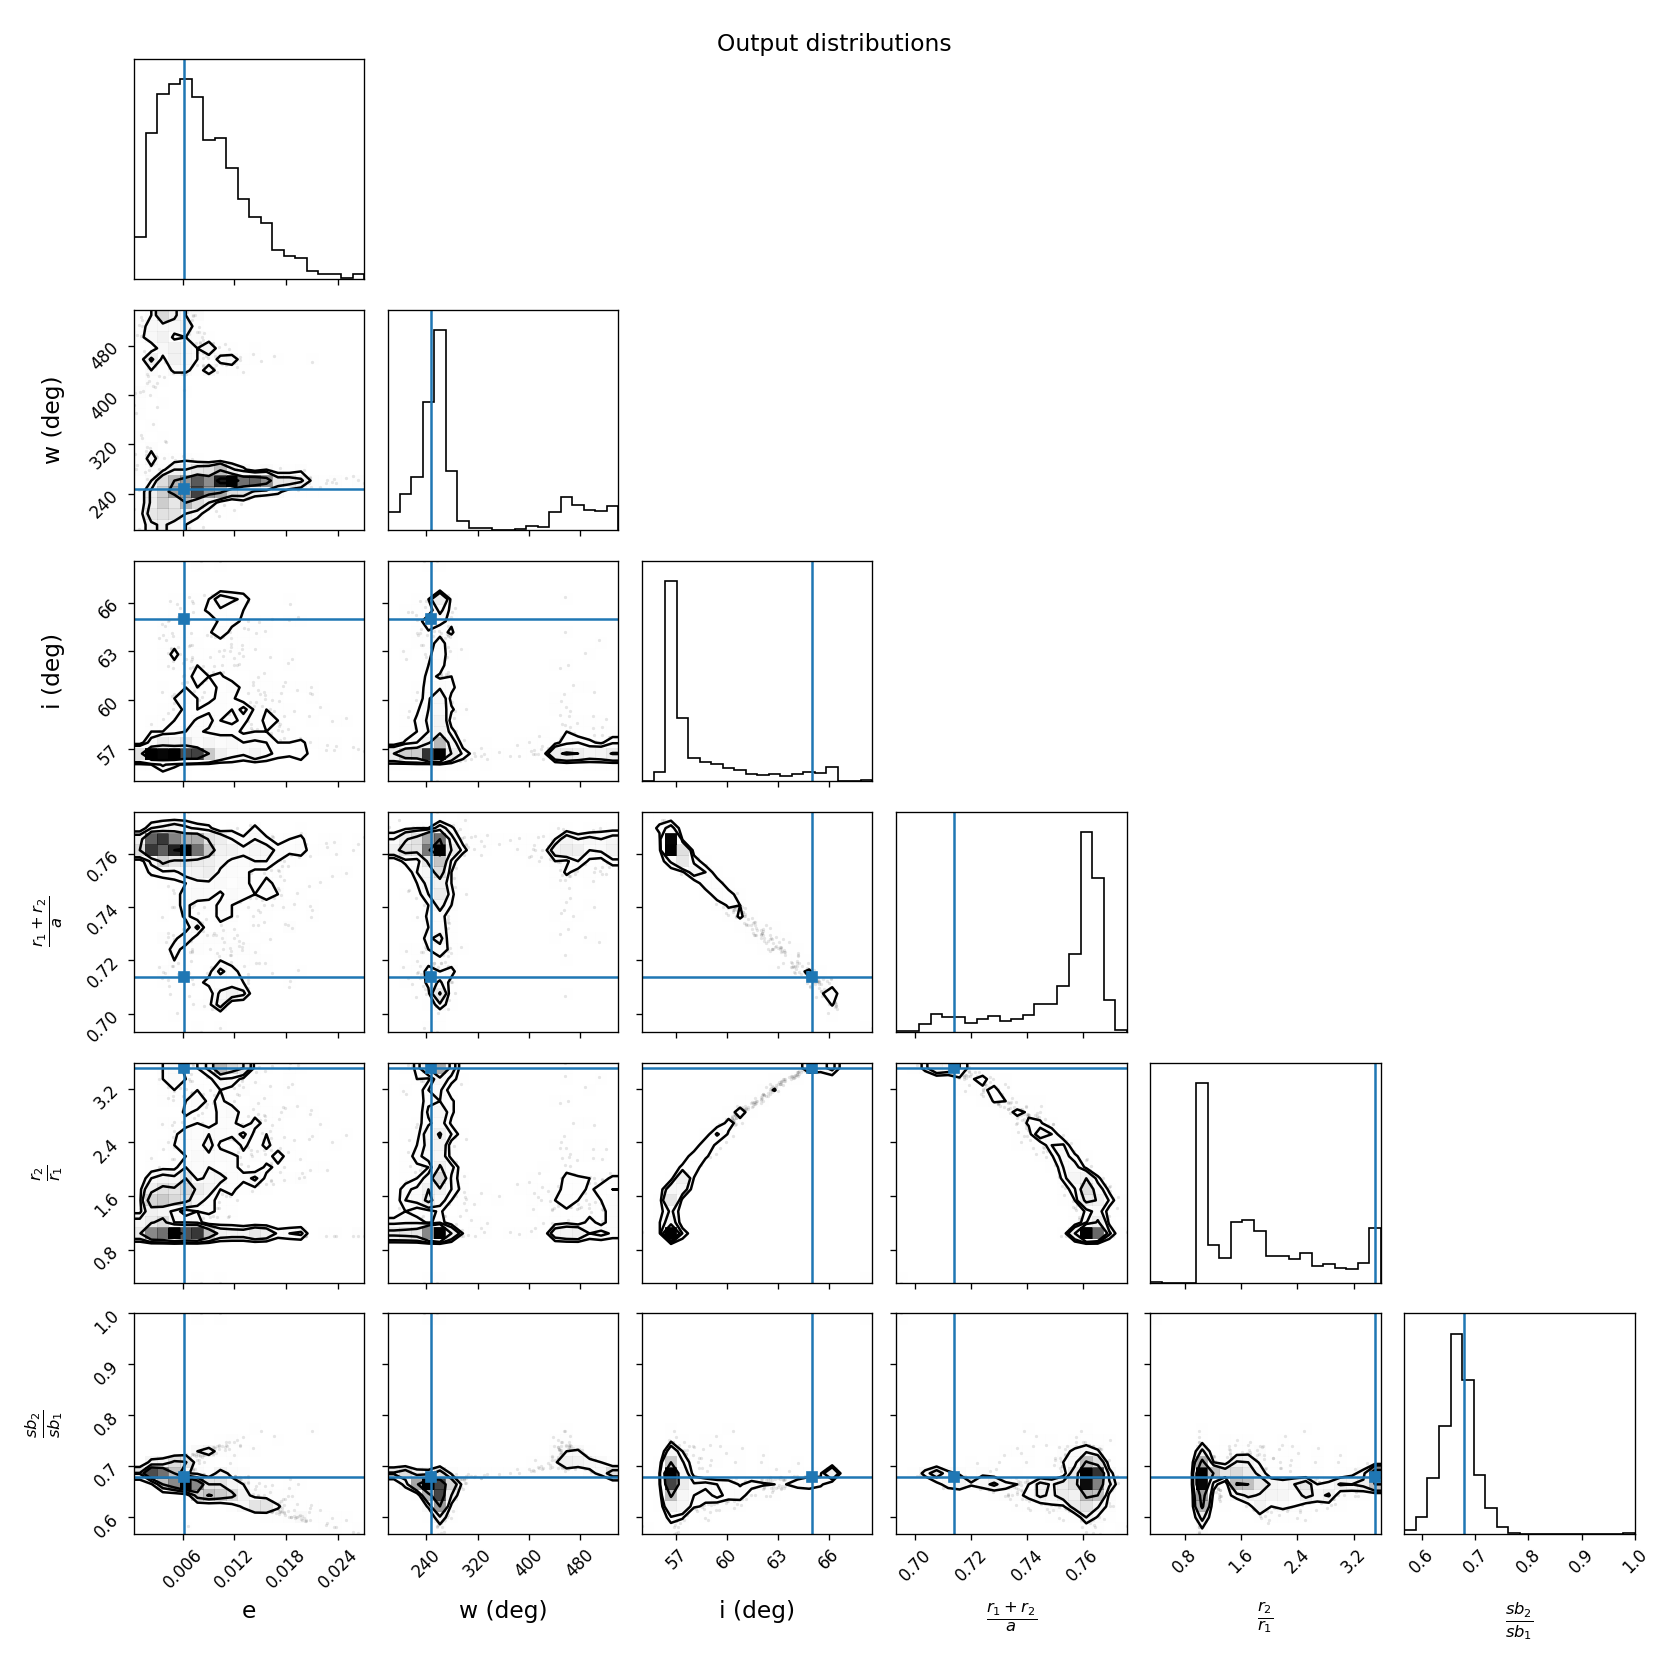 Output distributions
w (deg)
480
400
320
240
i (deg)
66
63
60
57
r₁ + r₂
a
0.76
0.74
0.72
0.70
r₂
r₁
3.2
2.4
1.6
0.8
sb₂
sb₁
1.0
0.9
0.8
0.7
0.6
0.006 0.012 0.018 0.024 240 320 400 480 57 60 63 66 0.70 0.72 0.74 0.76 0.8 1.6 2.4 3.2 0.6 0.7 0.8 0.9 1.0
e w (deg) i (deg) r₁ + r₂ r₂ sb₂
a r₁ sb₁